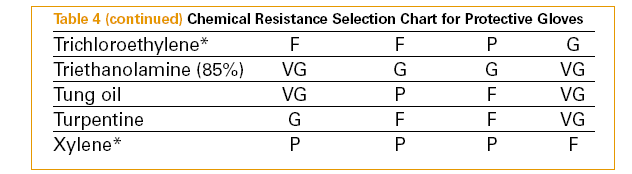 Table 4 (continued) Chemical Resistance Selection Chart for Protective Gloves
Trichloroethylene* F F P G
Triethanolamine (85%) VG G G VG
Tung oil VG P F VG
Turpentine G F F VG
Xylene* P P P F